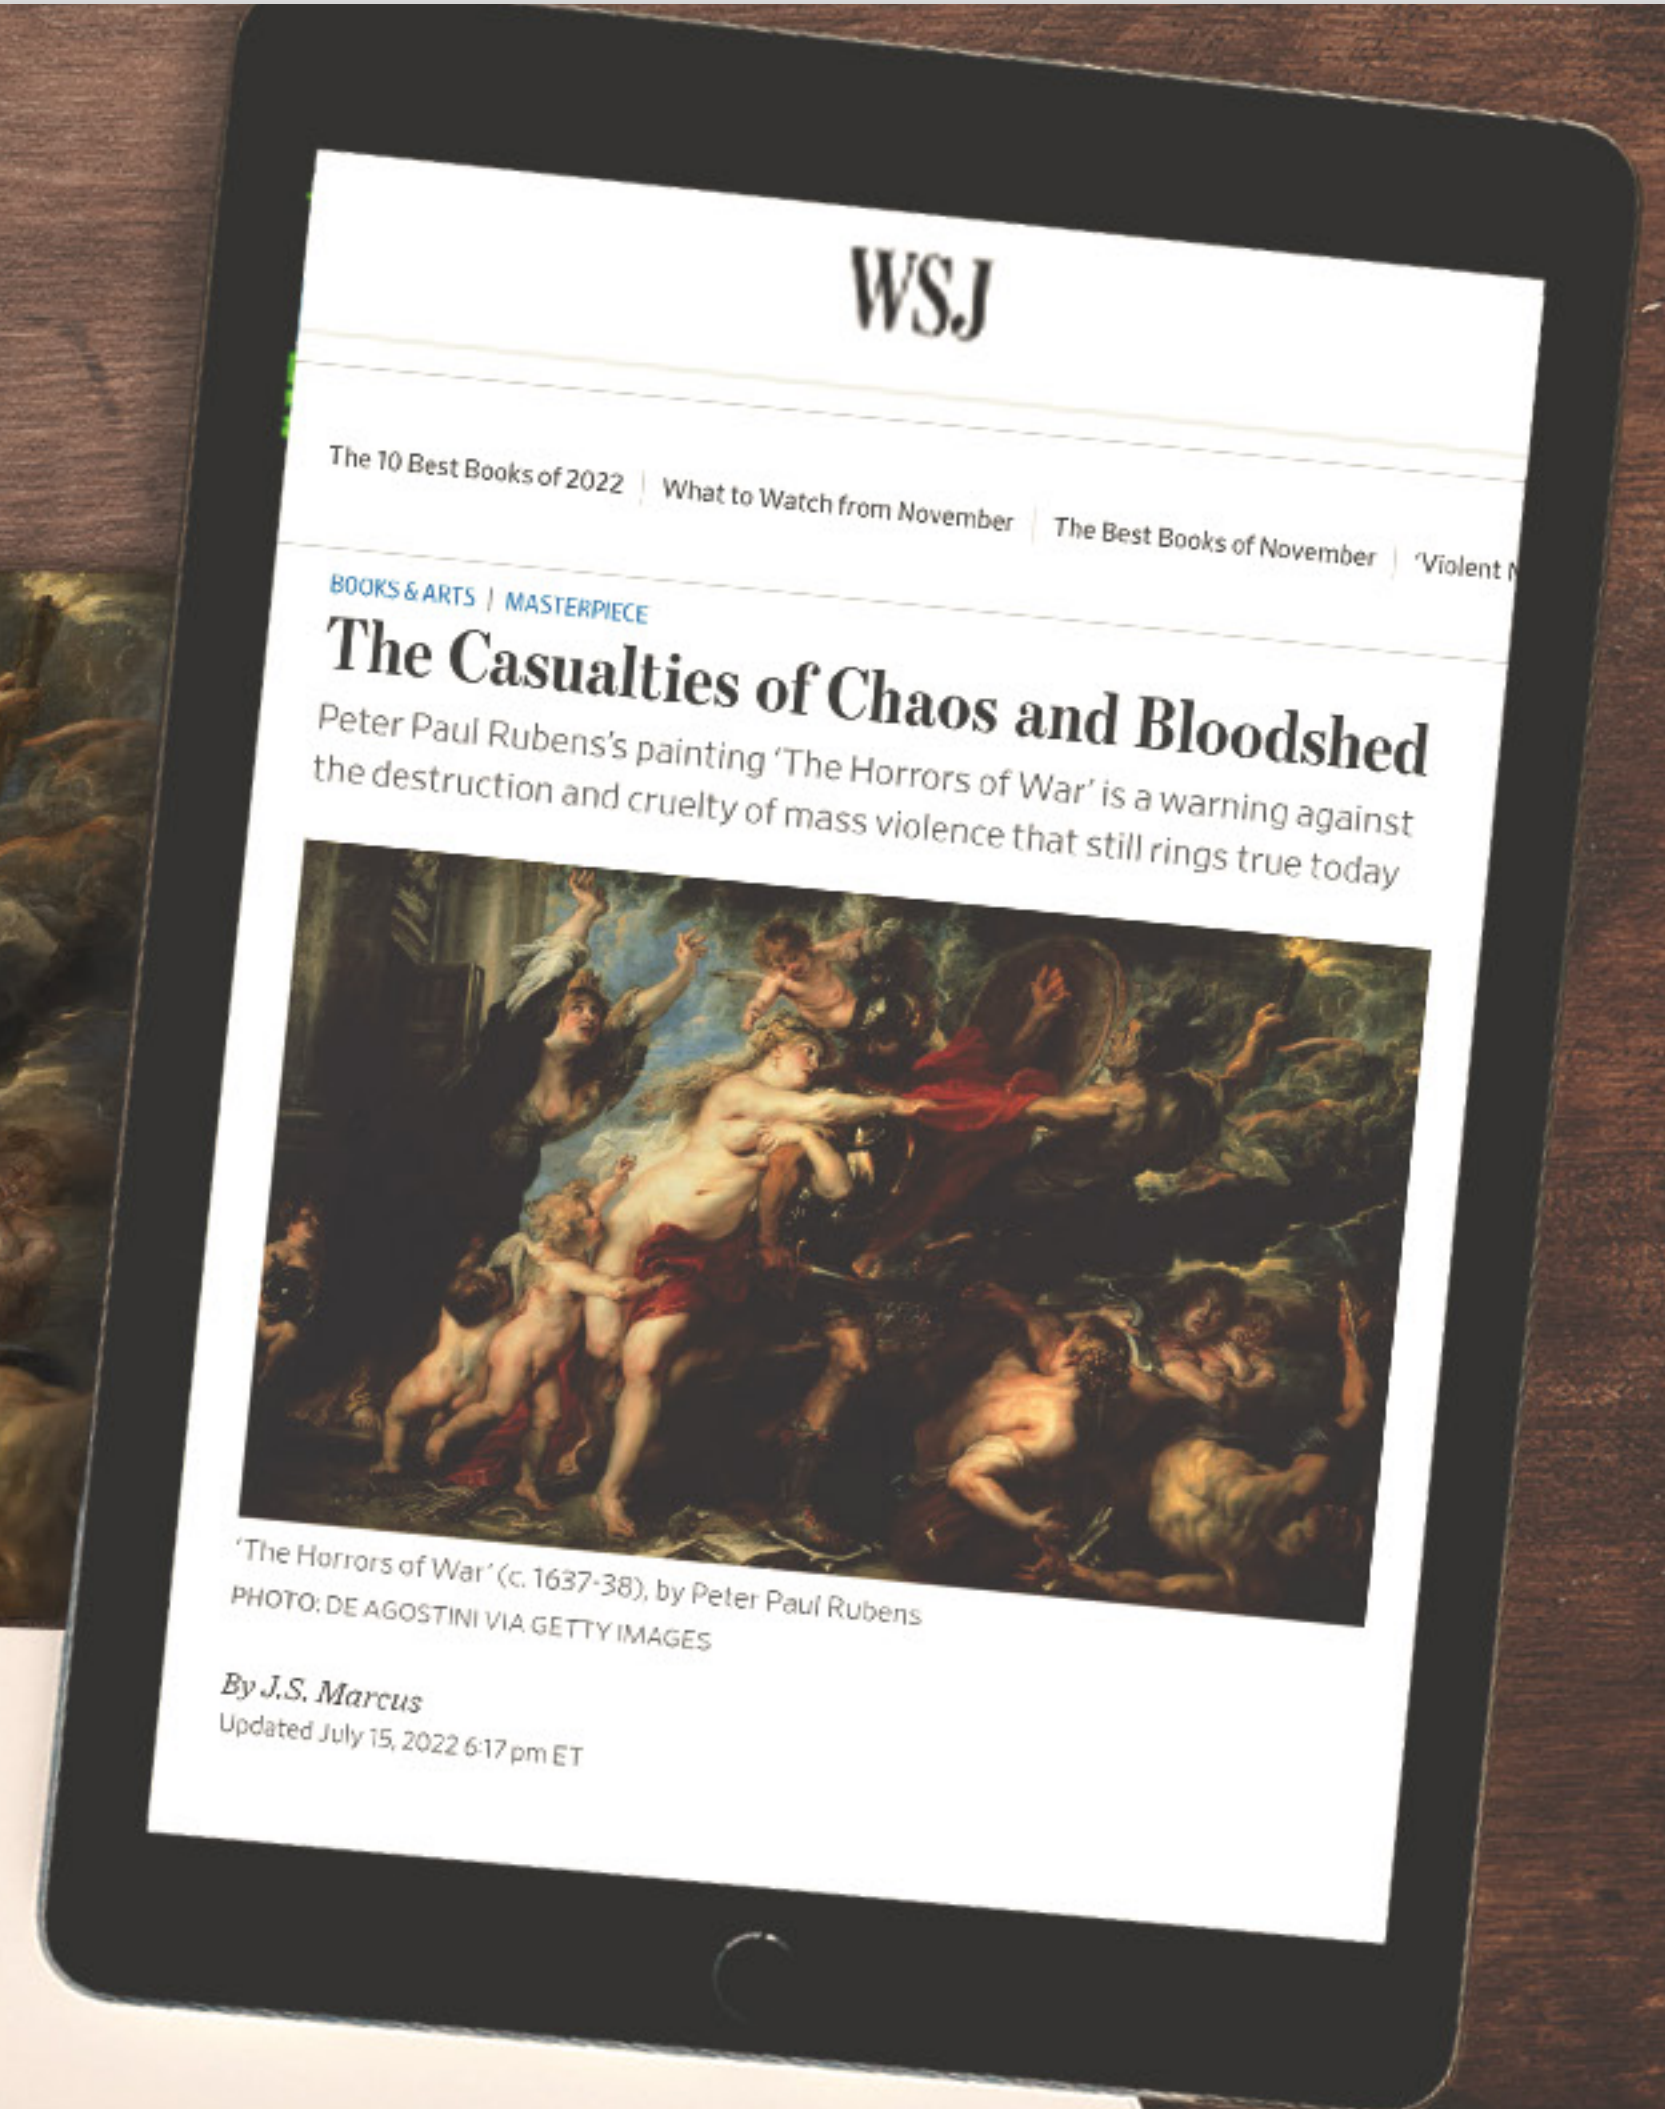 WSJ
The 10 Best Books of 2022 | What to Watch from November | The Best Books of November | ‘Violent
BOOKS & ARTS | MASTERPIECE
The Casualties of Chaos and Bloodshed
Peter Paul Rubens’s painting ‘The Horrors of War’ is a warning against
the destruction and cruelty of mass violence that still rings true today
‘The Horrors of War’ (c. 1637-38), by Peter Paul Rubens
PHOTO: DE AGOSTINI VIA GETTY IMAGES
By J.S. Marcus
Updated July 15, 2022 6:17 pm ET